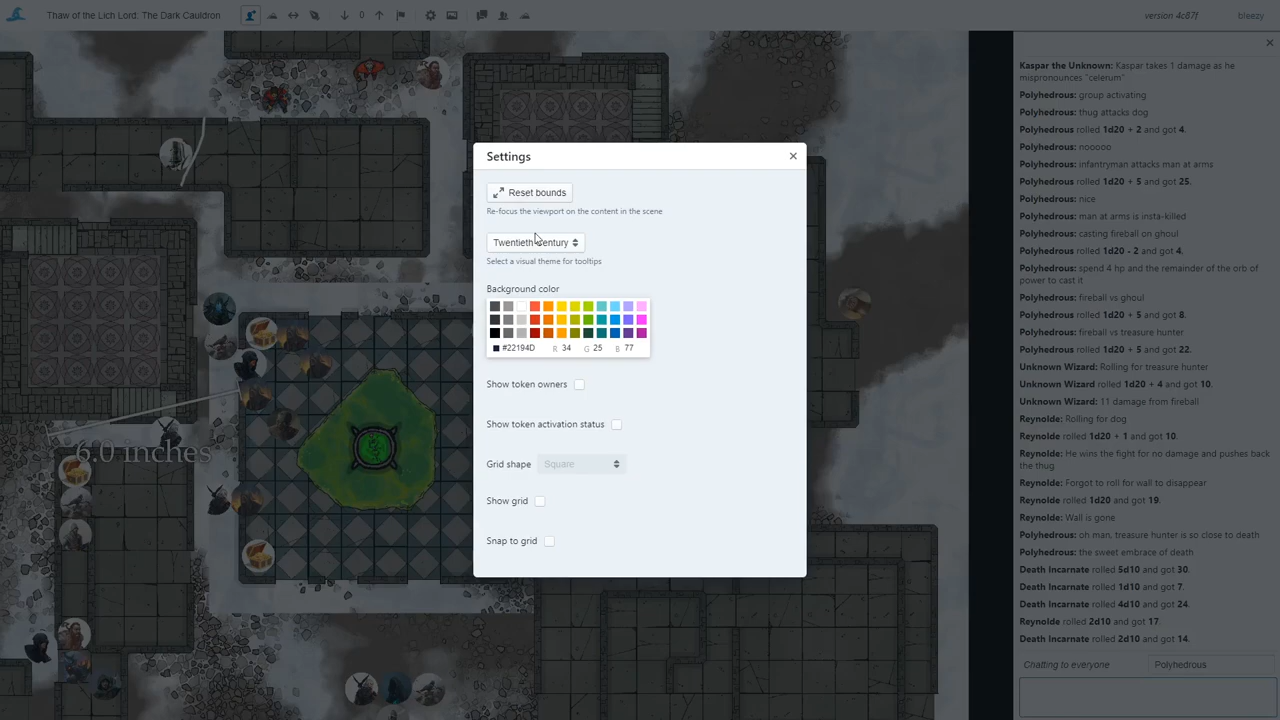 Thaw of the Lich Lord: The Dark Cauldron
0
version 4c87f
bleezy
6.0 inches
Settings
Reset bounds
Re-focus the viewport on the content in the scene
Select a visual theme for tooltips
Background color
#22194D R 34 G 25 B 77
Show token owners
Show token activation status
Grid shape Square
Show grid
Snap to grid
Kaspar the Unknown: Kaspar takes 1 damage as he
mispronounces "celerum"
Polyhedrous: group activating
Polyhedrous: thug attacks dog
Polyhedrous rolled 1d20 + 2 and got 4.
Polyhedrous: nooooo
Polyhedrous: infantryman attacks man at arms
Polyhedrous rolled 1d20 + 5 and got 25.
Polyhedrous: nice
Polyhedrous: man at arms is insta-killed
Polyhedrous: casting fireball on ghoul
Polyhedrous rolled 1d20 - 2 and got 4.
Polyhedrous: spend 4 hp and the remainder of the orb of
power to cast it
Polyhedrous: fireball vs ghoul
Polyhedrous rolled 1d20 + 5 and got 8.
Polyhedrous: fireball vs treasure hunter
Polyhedrous rolled 1d20 + 5 and got 22.
Unknown Wizard: Rolling for treasure hunter
Unknown Wizard rolled 1d20 + 4 and got 10.
Unknown Wizard: 11 damage from fireball
Reynolde: Rolling for dog
Reynolde rolled 1d20 + 1 and got 10.
Reynolde: He wins the fight for no damage and pushes back
the thug
Reynolde: Forgot to roll for wall to disappear
Reynolde rolled 1d20 and got 19.
Reynolde: Wall is gone
Polyhedrous: oh man, treasure hunter is so close to death
Polyhedrous: the sweet embrace of death
Death Incarnate rolled 5d10 and got 30.
Death Incarnate rolled 1d10 and got 7.
Death Incarnate rolled 4d10 and got 24.
Reynolde rolled 2d10 and got 17.
Death Incarnate rolled 2d10 and got 14.
Chatting to everyone
Polyhedrous